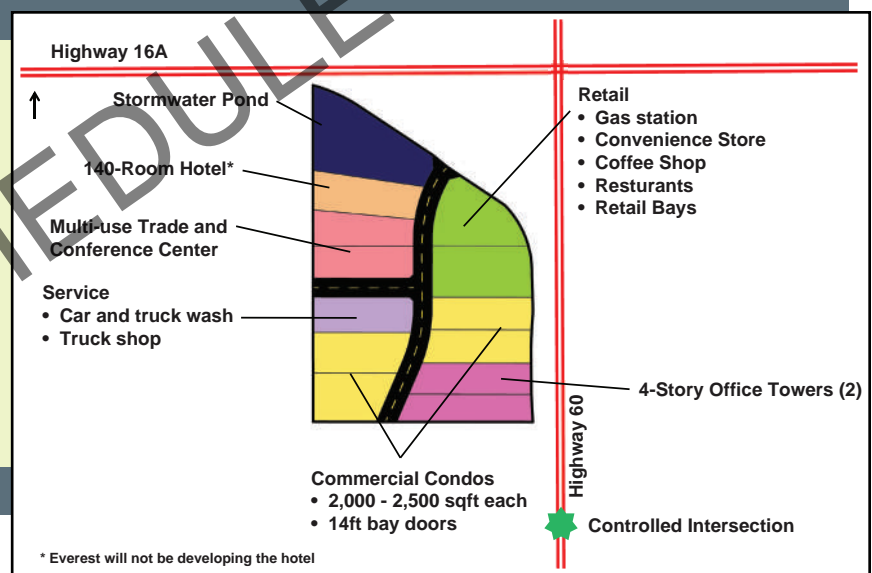 Highway 16A
Stormwater Pond
140-Room Hotel*
Multi-use Trade and
Conference Center
Service
• Car and truck wash
• Truck shop
Retail
• Gas station
• Convenience Store
• Coffee Shop
• Resturants
• Retail Bays
4-Story Office Towers (2)
Highway 60
Commercial Condos
• 2,000 - 2,500 sqft each
• 14ft bay doors
Controlled Intersection
* Everest will not be developing the hotel